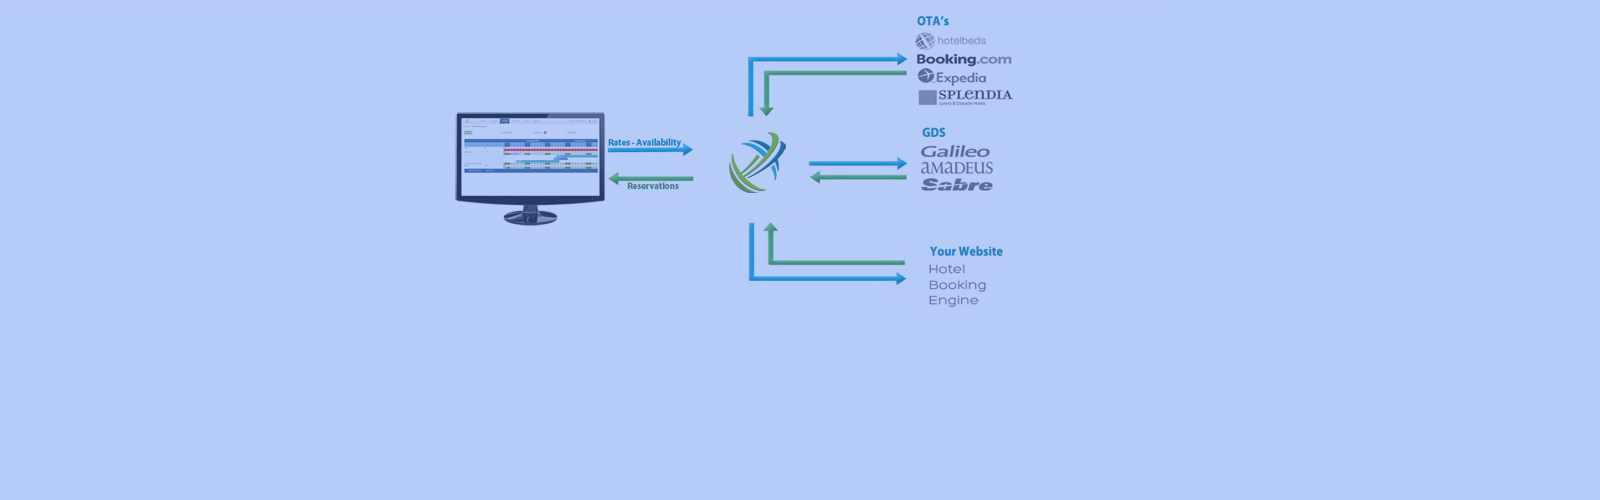 OTA's
hotelbeds
Booking.com
Expedia
SPLENDIA
Luxury & Character Hotels
Rates - Availability
Reservations
GDS
Galileo
AMADEUS
Sabre
Your Website
Hotel
Booking
Engine